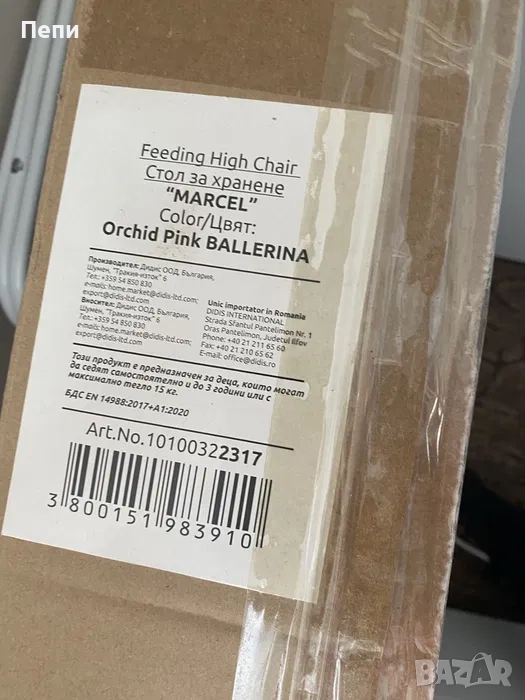 Пепи
Feeding High Chair
Стол за хранене
“MARCEL”
Color/Цвят:
Orchid Pink BALLERINA
Производител: Дидис ООД, България,
Шумен, "Тракия-изток" 6
Тел.: +359 54 850 830
e-mails: home.market@didis-ltd.com;
export@didis-ltd.com
Вносител: Дидис ООД, България,
Шумен, "Тракия-изток" 6
Тел.: +359 54 850 830
e-mails: home.market@didis-ltd.com;
export@didis-ltd.com
Unic importator in Romania
DIDIS INTERNATIONAL
Strada Sfantul Pantelimon Nr. 1
Oras Pantelimon, Judetul Ilfov
Phone: +40 21 211 65 60
Fax: +40 21 210 65 62
E-mail: office@didis.ro
Този продукт е предназначен за деца, които могат
да седят самостоятелно и до 3 години или с
максимално тегло 15 кг.
БДС EN 14988:2017+A1:2020
Art.No.10100322317
3 800151 983910
BAZAR